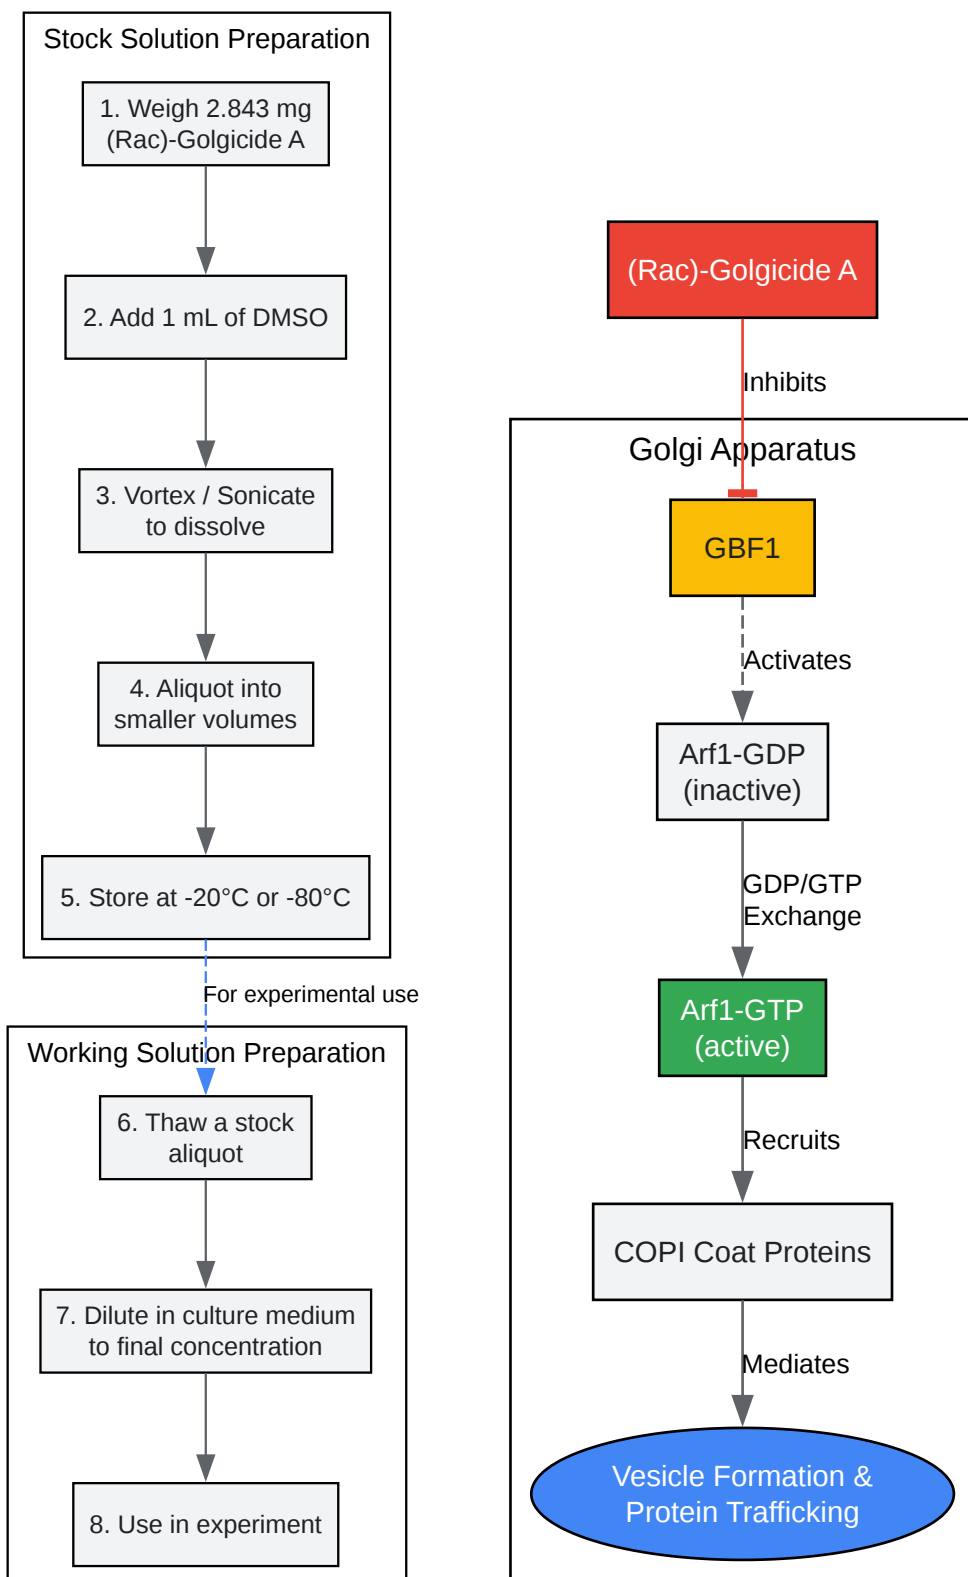 Stock Solution Preparation
1. Weigh 2.843 mg
(Rac)-Golgicide A
2. Add 1 mL of DMSO
3. Vortex / Sonicate
to dissolve
4. Aliquot into
smaller volumes
5. Store at -20°C or -80°C
For experimental use
Working Solution Preparation
6. Thaw a stock
aliquot
7. Dilute in culture medium
to final concentration
8. Use in experiment
(Rac)-Golgicide A
Inhibits
Golgi Apparatus
GBF1
Activates
Arf1-GDP
(inactive)
GDP/GTP
Exchange
Arf1-GTP
(active)
Recruits
COPI Coat Proteins
Mediates
Vesicle Formation &
Protein Trafficking